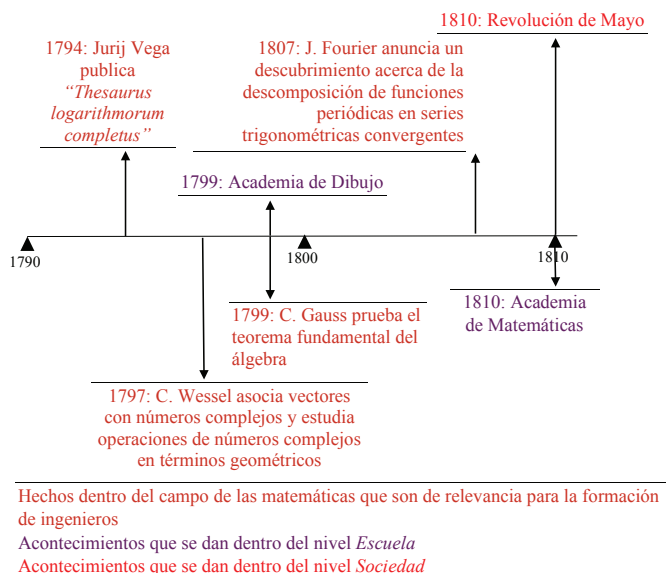 1810: Revolución de Mayo
1794: Jurij Vega
publica
“Thesaurus
logarithmorum
completus”
1807: J. Fourier anuncia un
descubrimiento acerca de la
descomposición de funciones
periódicas en series
trigonométricas convergentes
1799: Academia de Dibujo
1790
1800
1810
1799: C. Gauss prueba el
teorema fundamental del
álgebra
1810: Academia
de Matemáticas
1797: C. Wessel asocia vectores
con números complejos y estudia
operaciones de números complejos
en términos geométricos
Hechos dentro del campo de las matemáticas que son de relevancia para la formación
de ingenieros
Acontecimientos que se dan dentro del nivel Escuela
Acontecimientos que se dan dentro del nivel Sociedad